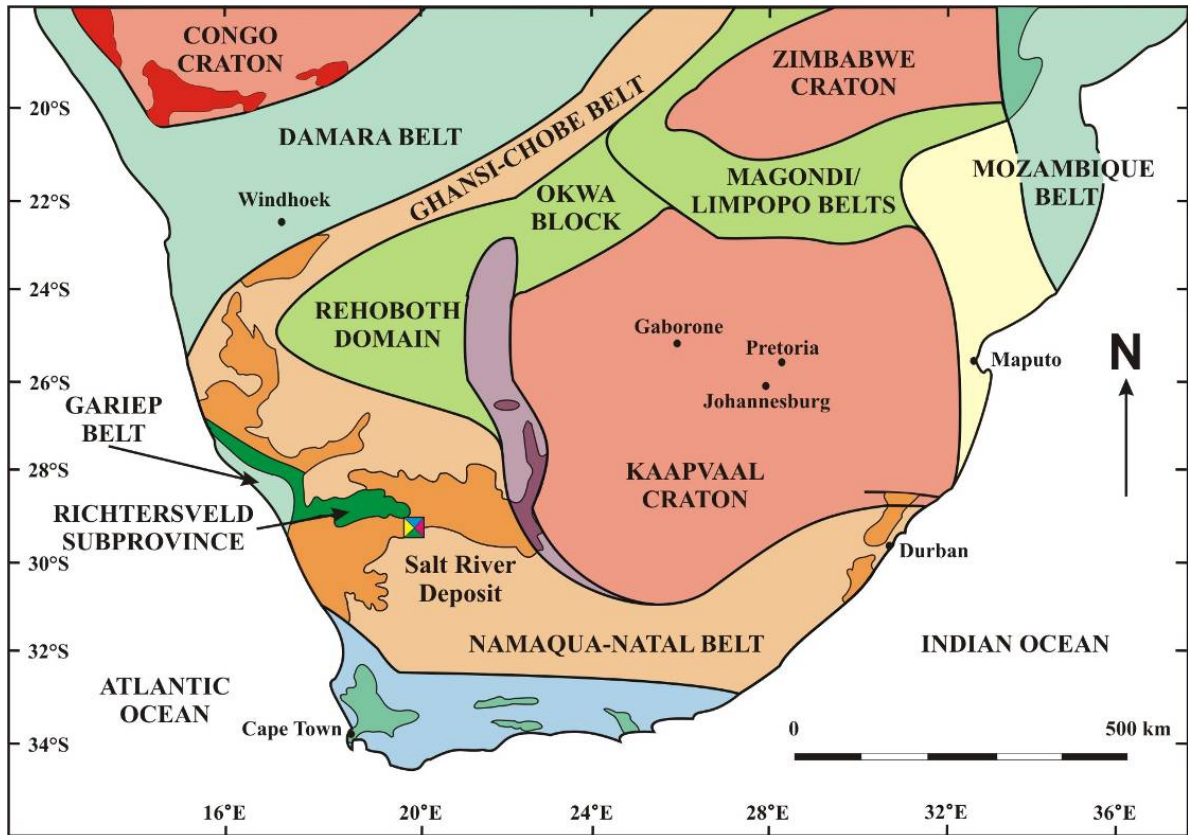 CONGO
CRATON
ZIMBABWE
CRATON
20°S
DAMARA BELT
GHANSI-CHOBE BELT
MOZAMBIQUE
BELT
OKWA
BLOCK
MAGONDI/
LIMPOPO BELTS
22°S
Windhoek
24°S
REHOBOTH
DOMAIN
Gaborone
Pretoria
Johannesburg
Maputo
N
26°S
GARIEP
BELT
28°S
KAAPVAAL
CRATON
RICHTERSVELD
SUBPROVINCE
30°S
Salt River
Deposit
Durban
32°S
NAMAQUA-NATAL BELT
INDIAN OCEAN
ATLANTIC
OCEAN
Cape Town
34°S
0
500 km
16°E
20°E
24°E
28°E
32°E
36°E